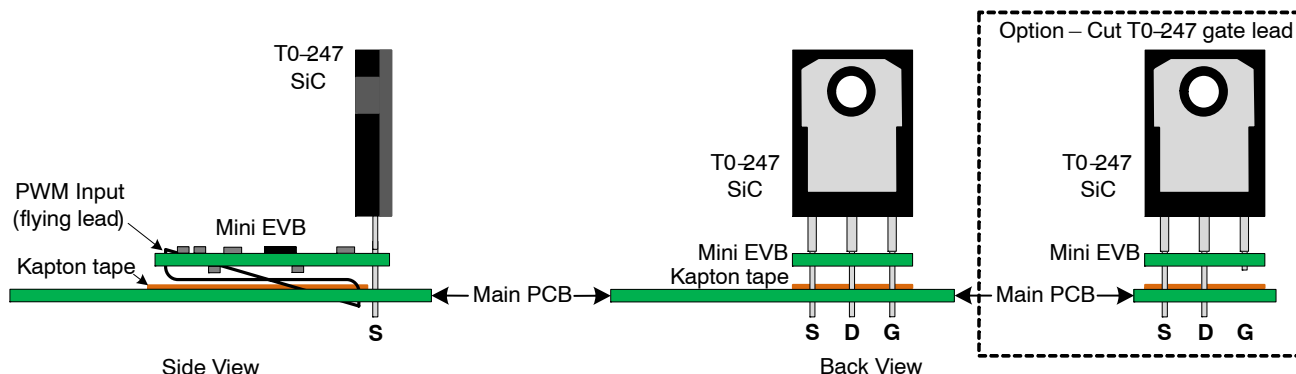 T0–247
SiC
PWM Input
(flying lead)
Mini EVB
Kapton tape
S
Side View
Main PCB
T0–247
SiC
Mini EVB
Kapton tape
S D G
Back View
Option – Cut T0–247 gate lead
T0–247
SiC
Mini EVB
Main PCB
S D G